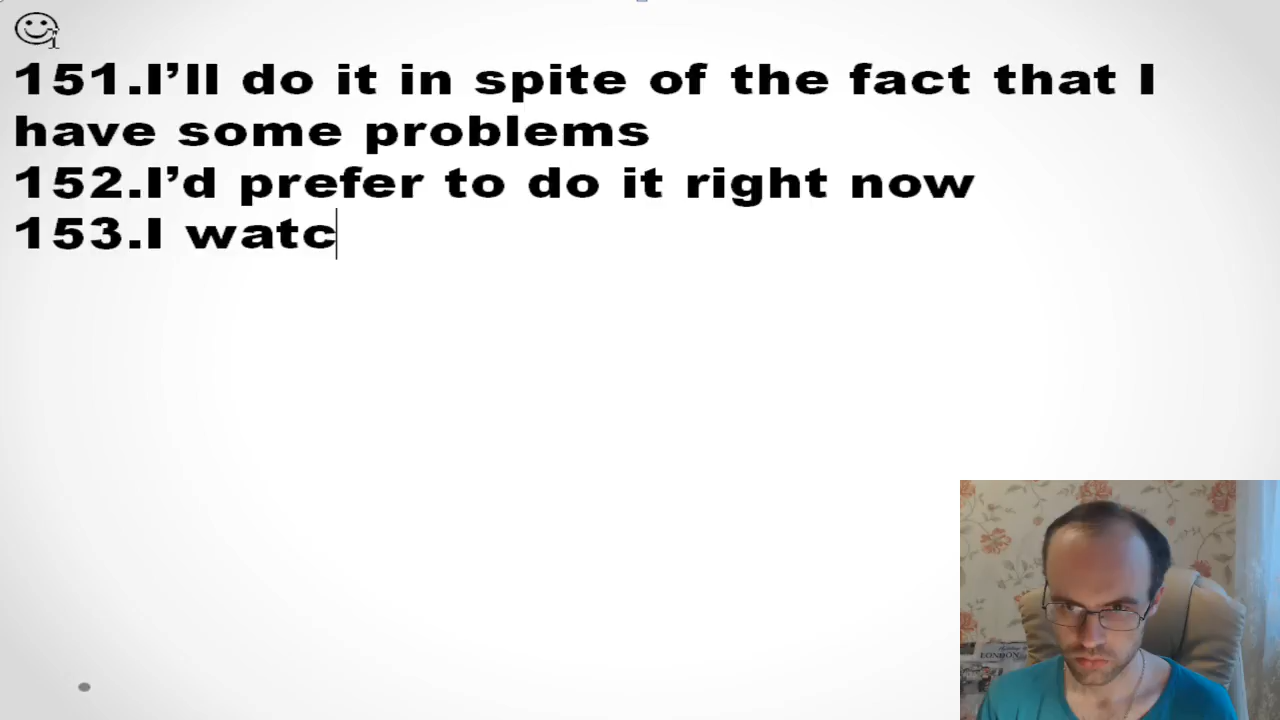 151.I’ll do it in spite of the fact that I
have some problems
152.I’d prefer to do it right now
153.I watc
LONDON